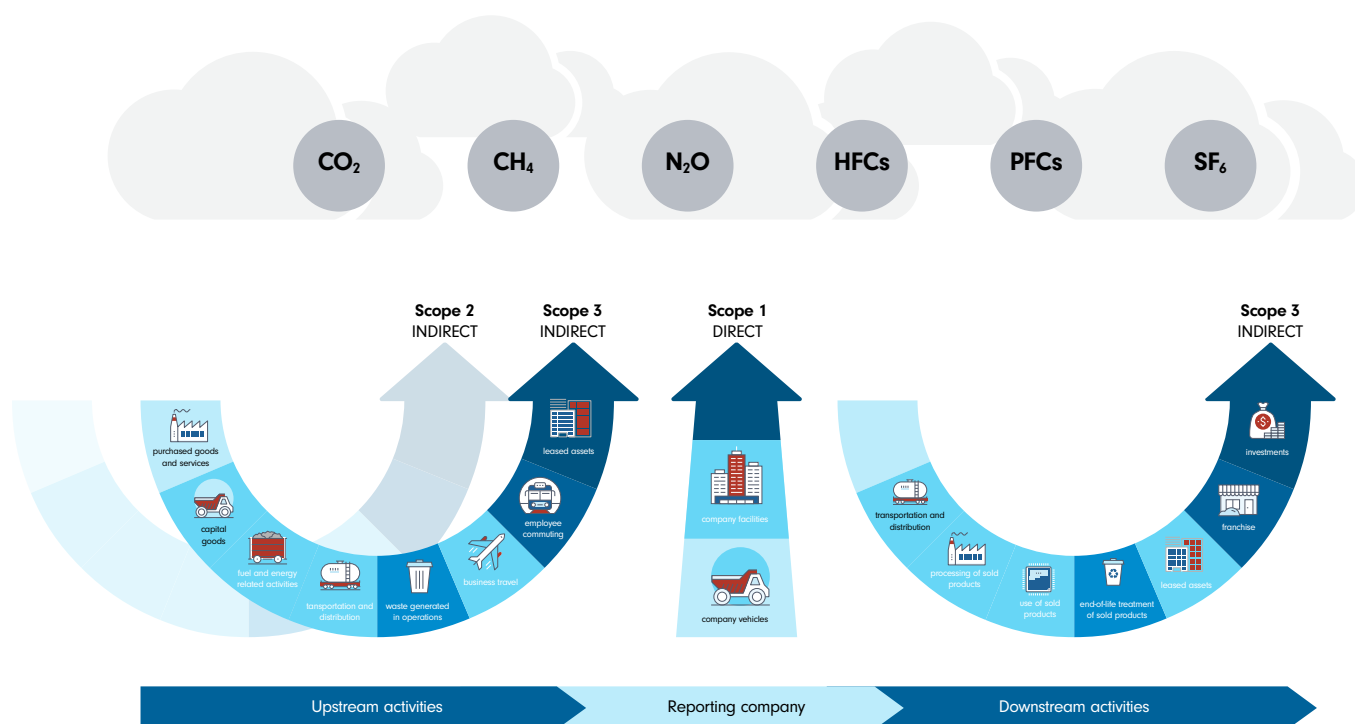 CO₂
CH₄
N₂O
HFCs
PFCs
SF₆
Scope 2
INDIRECT
Scope 3
INDIRECT
Scope 1
DIRECT
Scope 3
INDIRECT
purchased goods
and services
capital
goods
fuel and energy
related activities
tansportation and
distribution
waste generated
in operations
business travel
employee
commuting
leased assets
company facilities
company vehicles
transportation and
distribution
processing of sold
products
use of sold
products
end-of-life treatment
of sold products
leased assets
franchise
$
investments
Upstream activities
Reporting company
Downstream activities